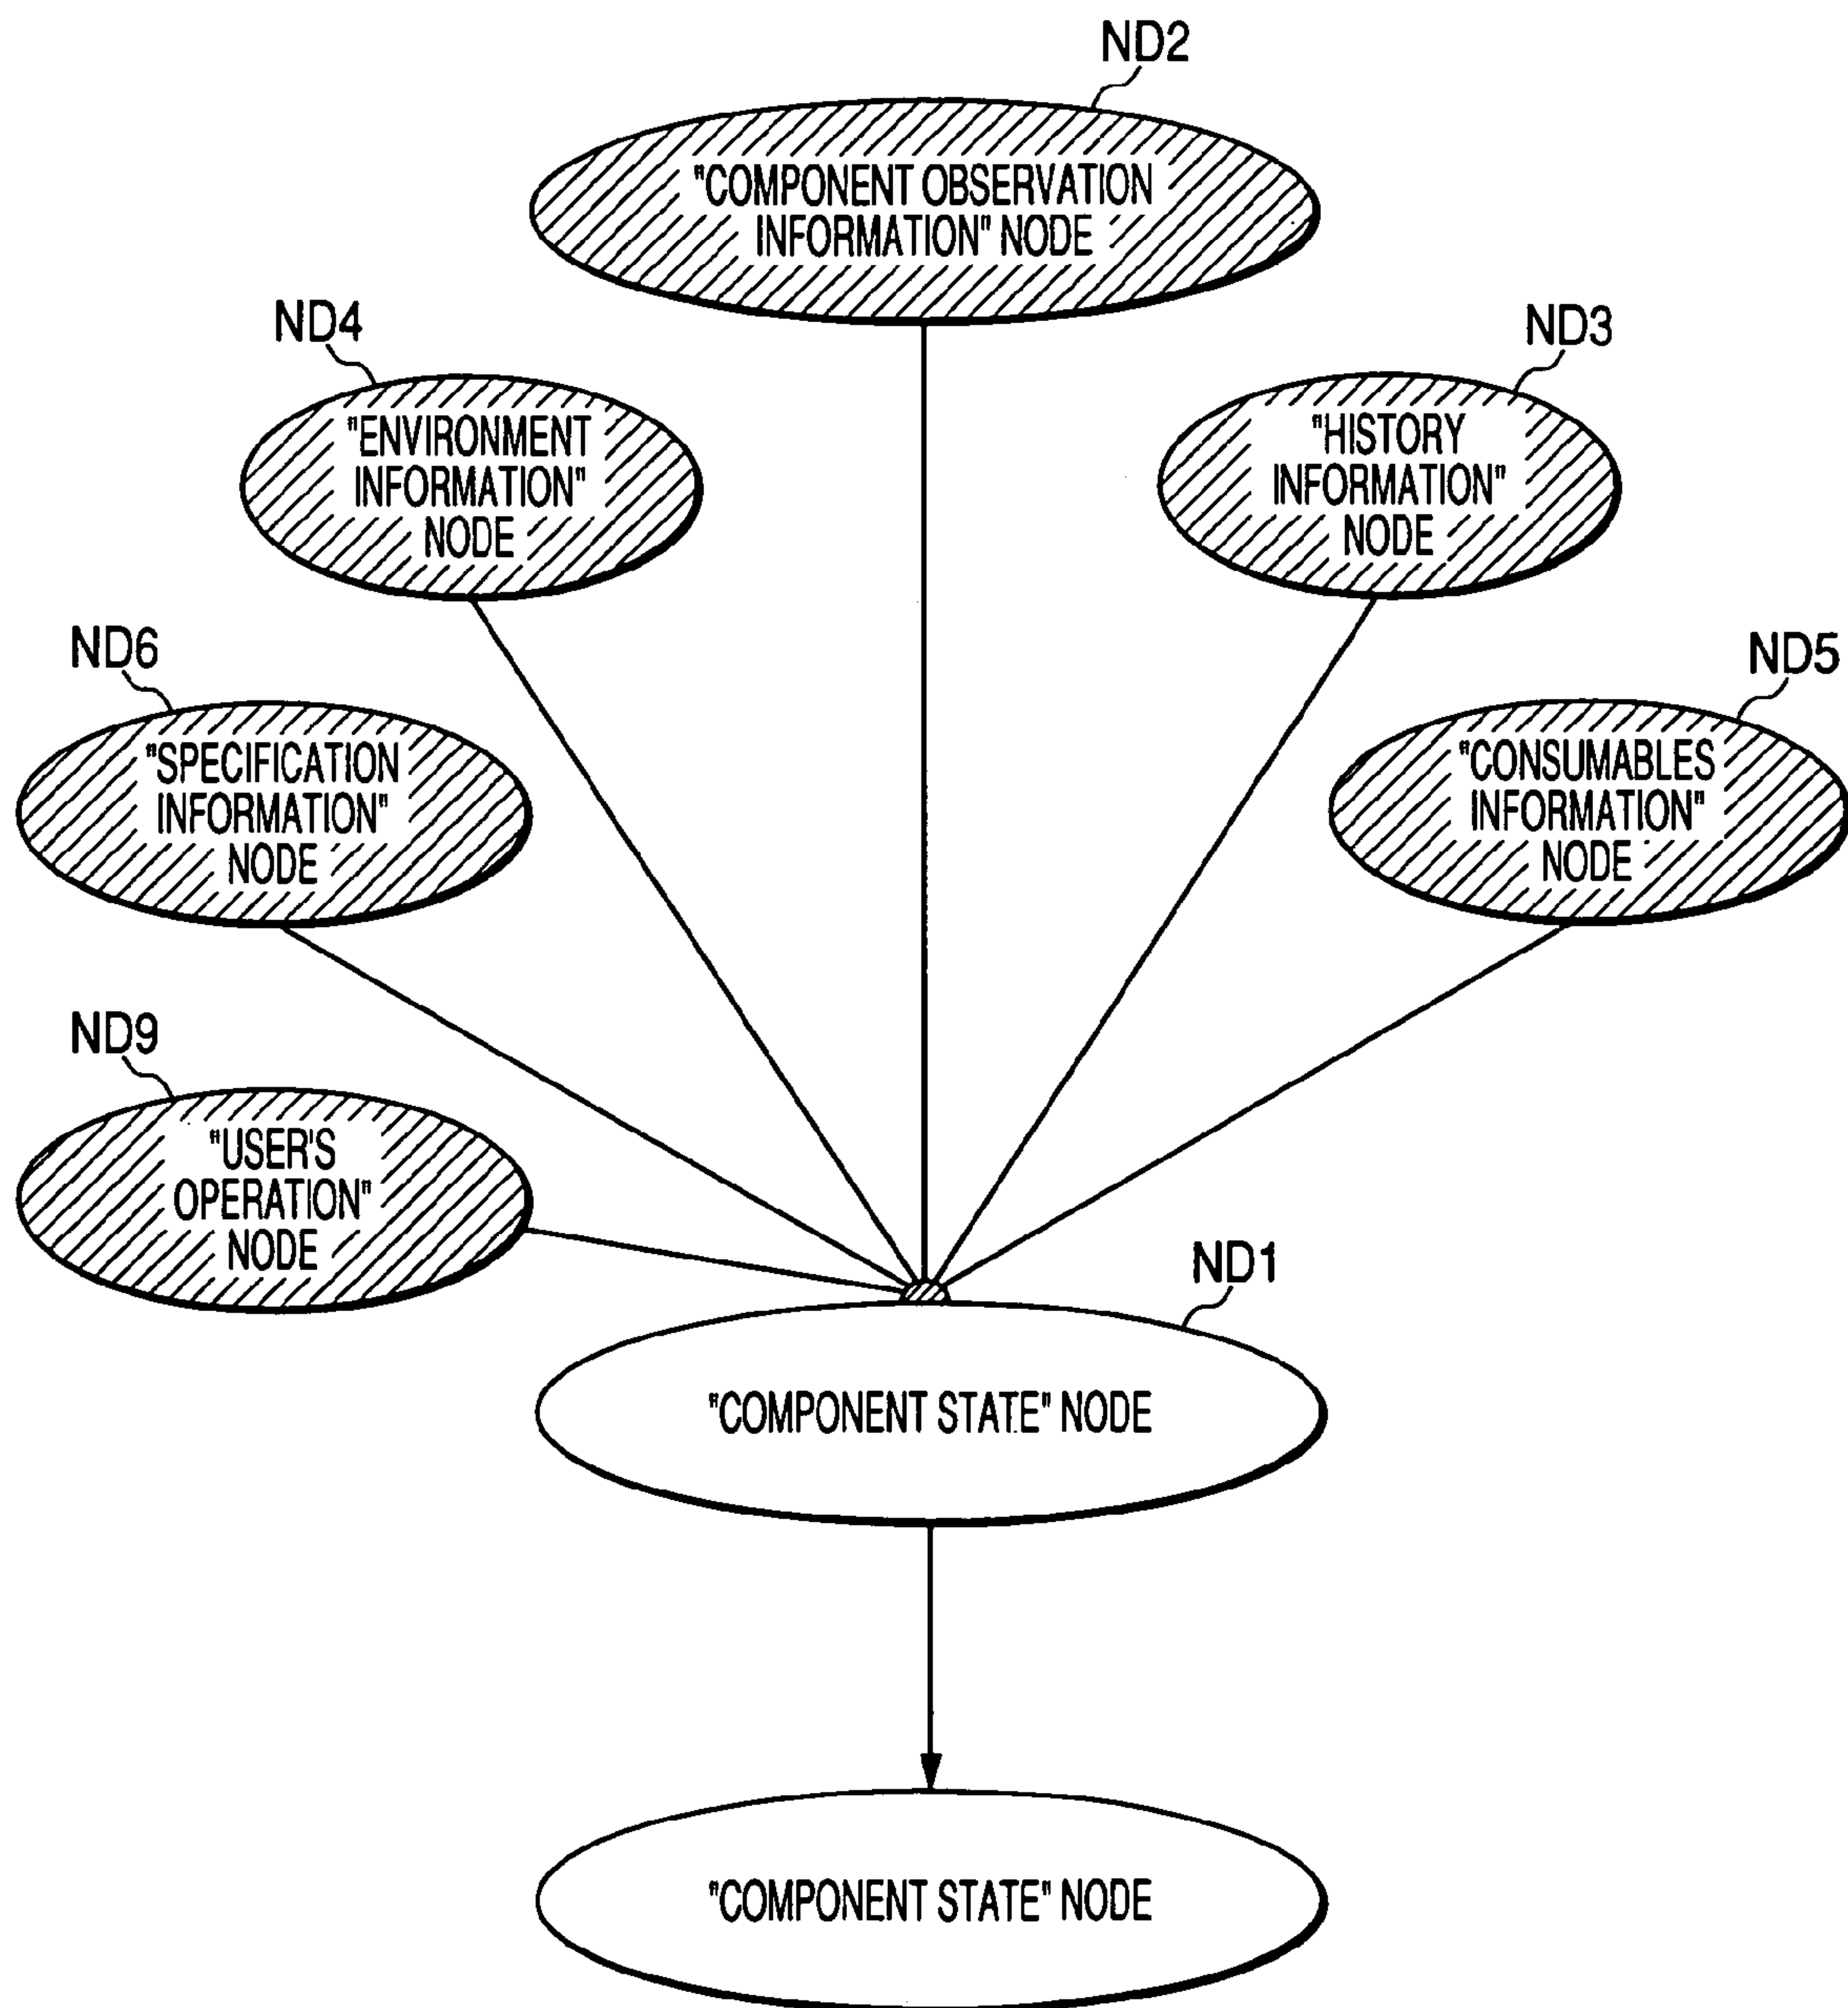 ND2
"COMPONENT OBSERVATION
INFORMATION" NODE
ND4
"ENVIRONMENT
INFORMATION"
NODE
ND3
"HISTORY
INFORMATION"
NODE
ND6
"SPECIFICATION
INFORMATION"
NODE
ND5
"CONSUMABLES
INFORMATION"
NODE
ND9
"USER'S
OPERATION"
NODE
ND1
"COMPONENT STATE" NODE
"COMPONENT STATE" NODE